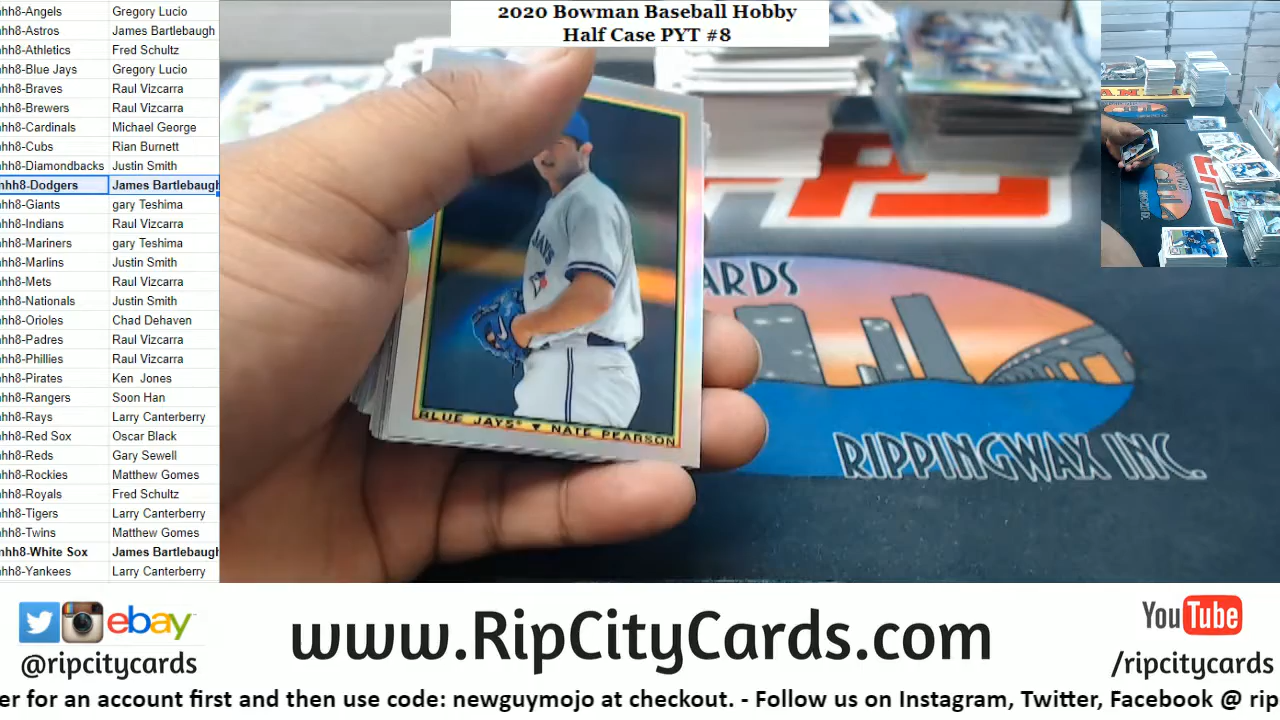 2020 Bowman Baseball Hobby
Half Case PYT #8
hh8-Angels Gregory Lucio
hh8-Astros James Bartlebaugh
hh8-Athletics Fred Schultz
hh8-Blue Jays Gregory Lucio
hh8-Braves Raul Vizcarra
hh8-Brewers Raul Vizcarra
hh8-Cardinals Michael George
hh8-Cubs Rian Burnett
hh8-Diamondbacks Justin Smith
hh8-Dodgers James Bartlebaugh
hh8-Giants gary Teshima
hh8-Indians Raul Vizcarra
hh8-Mariners gary Teshima
hh8-Marlins Justin Smith
hh8-Mets Raul Vizcarra
hh8-Nationals Justin Smith
hh8-Orioles Chad Dehaven
hh8-Padres Raul Vizcarra
hh8-Phillies Raul Vizcarra
hh8-Pirates Ken Jones
hh8-Rangers Soon Han
hh8-Rays Larry Canterberry
hh8-Red Sox Oscar Black
hh8-Reds Gary Sewell
hh8-Rockies Matthew Gomes
hh8-Royals Fred Schultz
hh8-Tigers Larry Canterberry
hh8-Twins Matthew Gomes
hh8-White Sox James Bartlebaugh
hh8-Yankees Larry Canterberry
JAYS
BLUE JAYS NATE PEARSON
ARDS
RIPPINGWAX INC.
ebay
@ripcitycards
www.RipCityCards.com
YouTube
/ripcitycards
er for an account first and then use code: newguymojo at checkout. - Follow us on Instagram, Twitter, Facebook @ rip